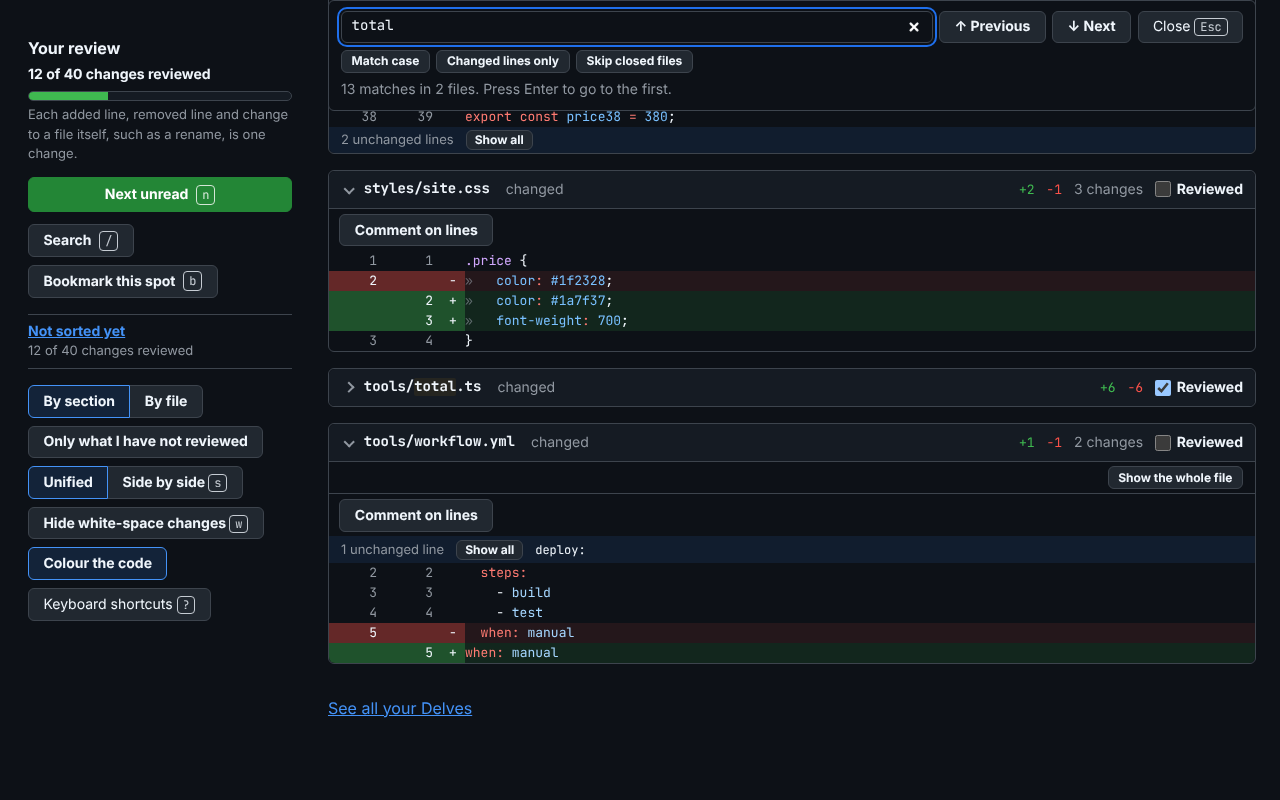 Your review
12 of 40 changes reviewed
Each added line, removed line and change
to a file itself, such as a rename, is one
change.
Next unread n
Search /
Bookmark this spot b
Not sorted yet
12 of 40 changes reviewed
By section By file
Only what I have not reviewed
Unified Side by side s
Hide white-space changes w
Colour the code
Keyboard shortcuts ?
total × ↑ Previous ↓ Next Close Esc
Match case Changed lines only Skip closed files
13 matches in 2 files. Press Enter to go to the first.
38 39 export const price38 = 380;
2 unchanged lines Show all
styles/site.css changed +2 -1 3 changes Reviewed
Comment on lines
1 1 .price {
2 - » color: #1f2328;
2 + » color: #1a7f37;
3 + » font-weight: 700;
3 4 }
tools/total.ts changed +6 -6 Reviewed
tools/workflow.yml changed +1 -1 2 changes Reviewed
Show the whole file
Comment on lines
1 unchanged line Show all deploy:
2 2 steps:
3 3 - build
4 4 - test
5 - when: manual
5 + when: manual
See all your Delves